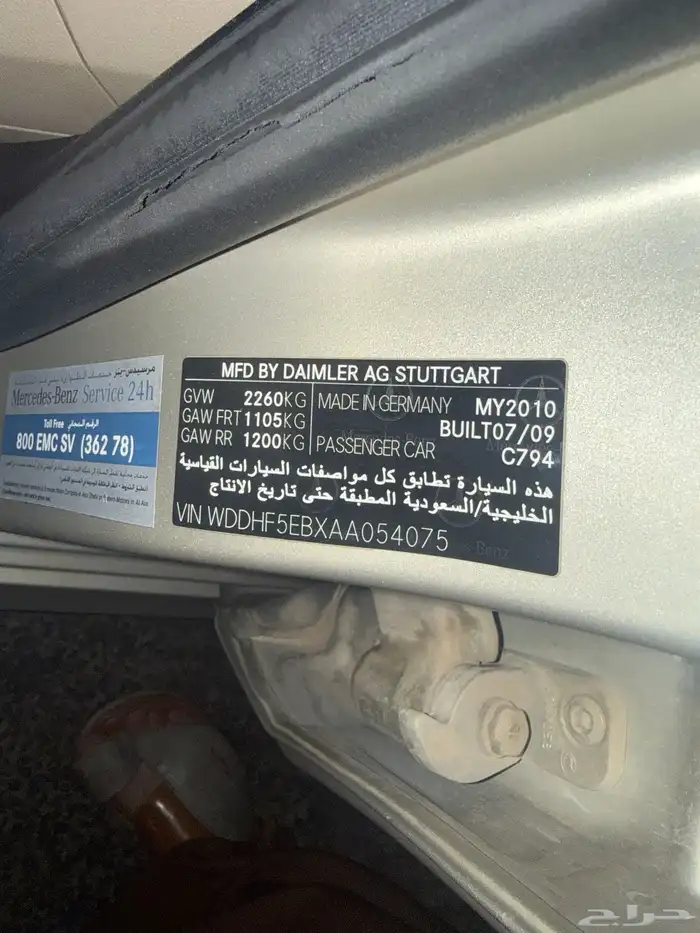 Mercedes-Benz Service 24h
Toll Free الرقم المجاني
800 EMC SV (362 78)
MFD BY DAIMLER AG STUTTGART
GVW 2260KG
GAW FRT 1105KG
GAW RR 1200KG
MADE IN GERMANY MY2010
BUILT07/09
PASSENGER CAR C794
هذه السيارة تطابق كل مواصفات السيارات القياسية
الخليجية/السعودية المطبقة حتى تاريخ الانتاج
VIN WDDHF5EBXAA054075
حراج